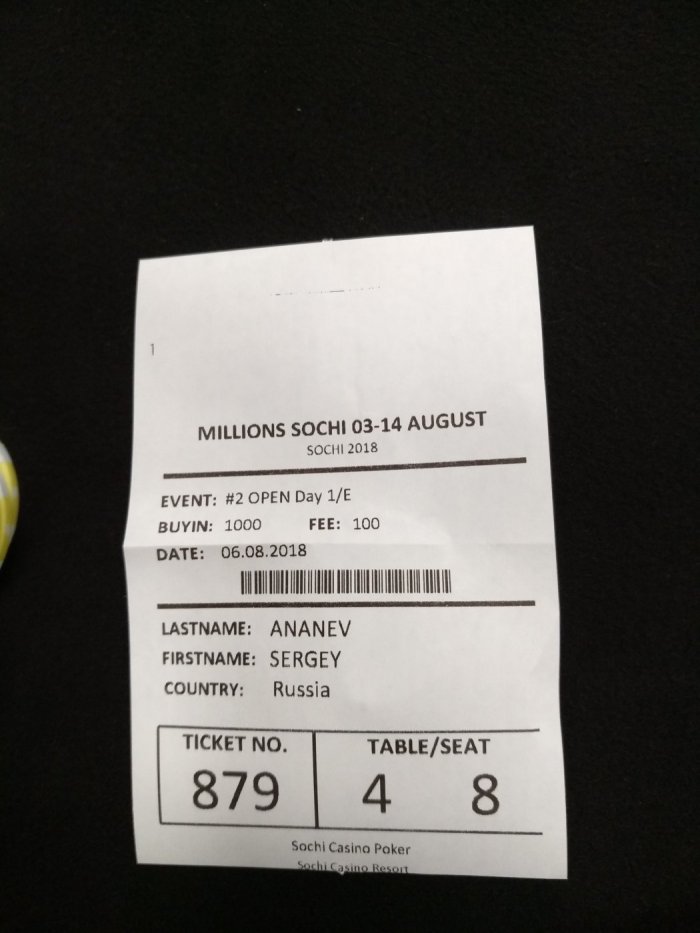 1
MILLIONS SOCHI 03-14 AUGUST
SOCHI 2018
EVENT: #2 OPEN Day 1/E
BUYIN: 1000 FEE: 100
DATE: 06.08.2018
LASTNAME: ANANEV
FIRSTNAME: SERGEY
COUNTRY: Russia
TICKET NO. TABLE/SEAT
879 4 8
Sochi Casino Poker
Sochi Casino Resort